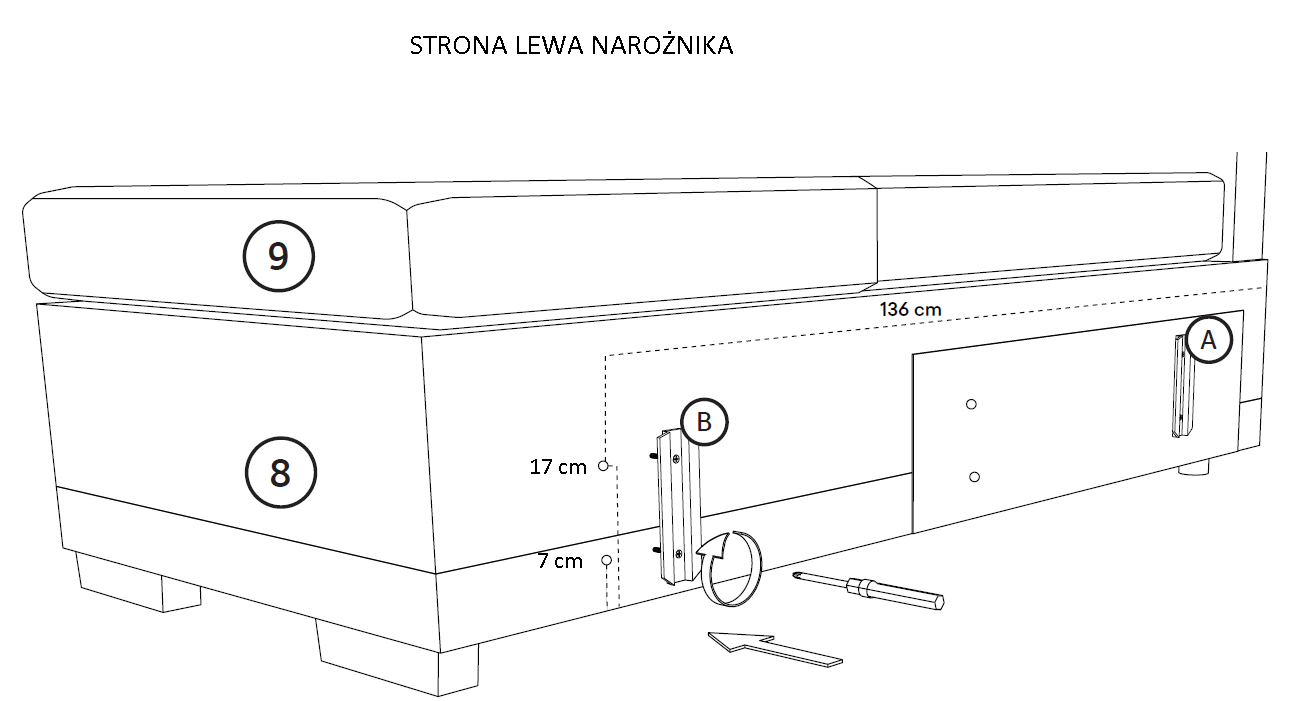 STRONA LEWA NAROŻNIKA
9
136 cm
A
B
17 cm
8
7 cm